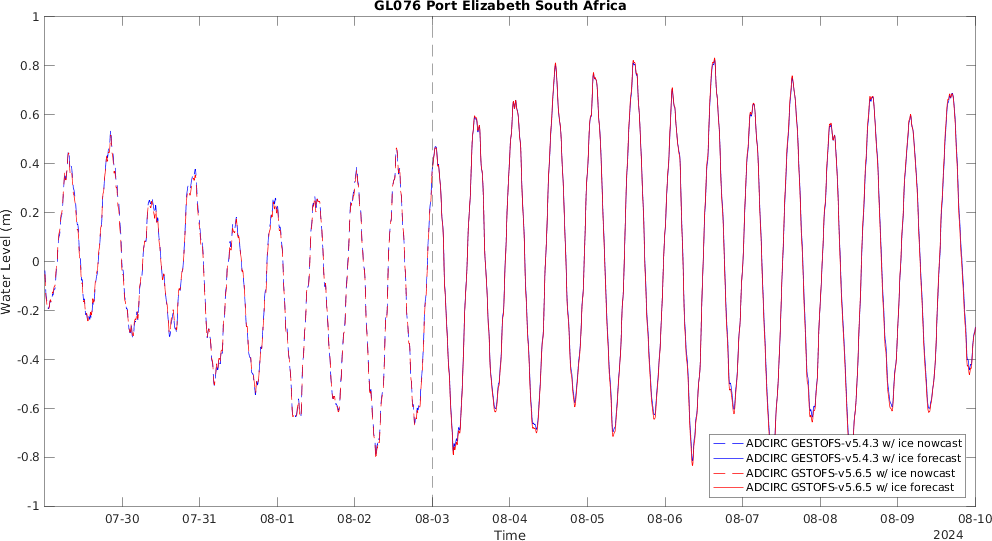 GL076 Port Elizabeth South Africa
Water Level (m)
1
0.8
0.6
0.4
0.2
0
-0.2
-0.4
-0.6
-0.8
-1
ADCIRC GESTOFS-v5.4.3 w/ ice nowcast
ADCIRC GESTOFS-v5.4.3 w/ ice forecast
ADCIRC GSTOFS-v5.6.5 w/ ice nowcast
ADCIRC GSTOFS-v5.6.5 w/ ice forecast
07-30 07-31 08-01 08-02 08-03 08-04 08-05 08-06 08-07 08-08 08-09 08-10
Time
2024